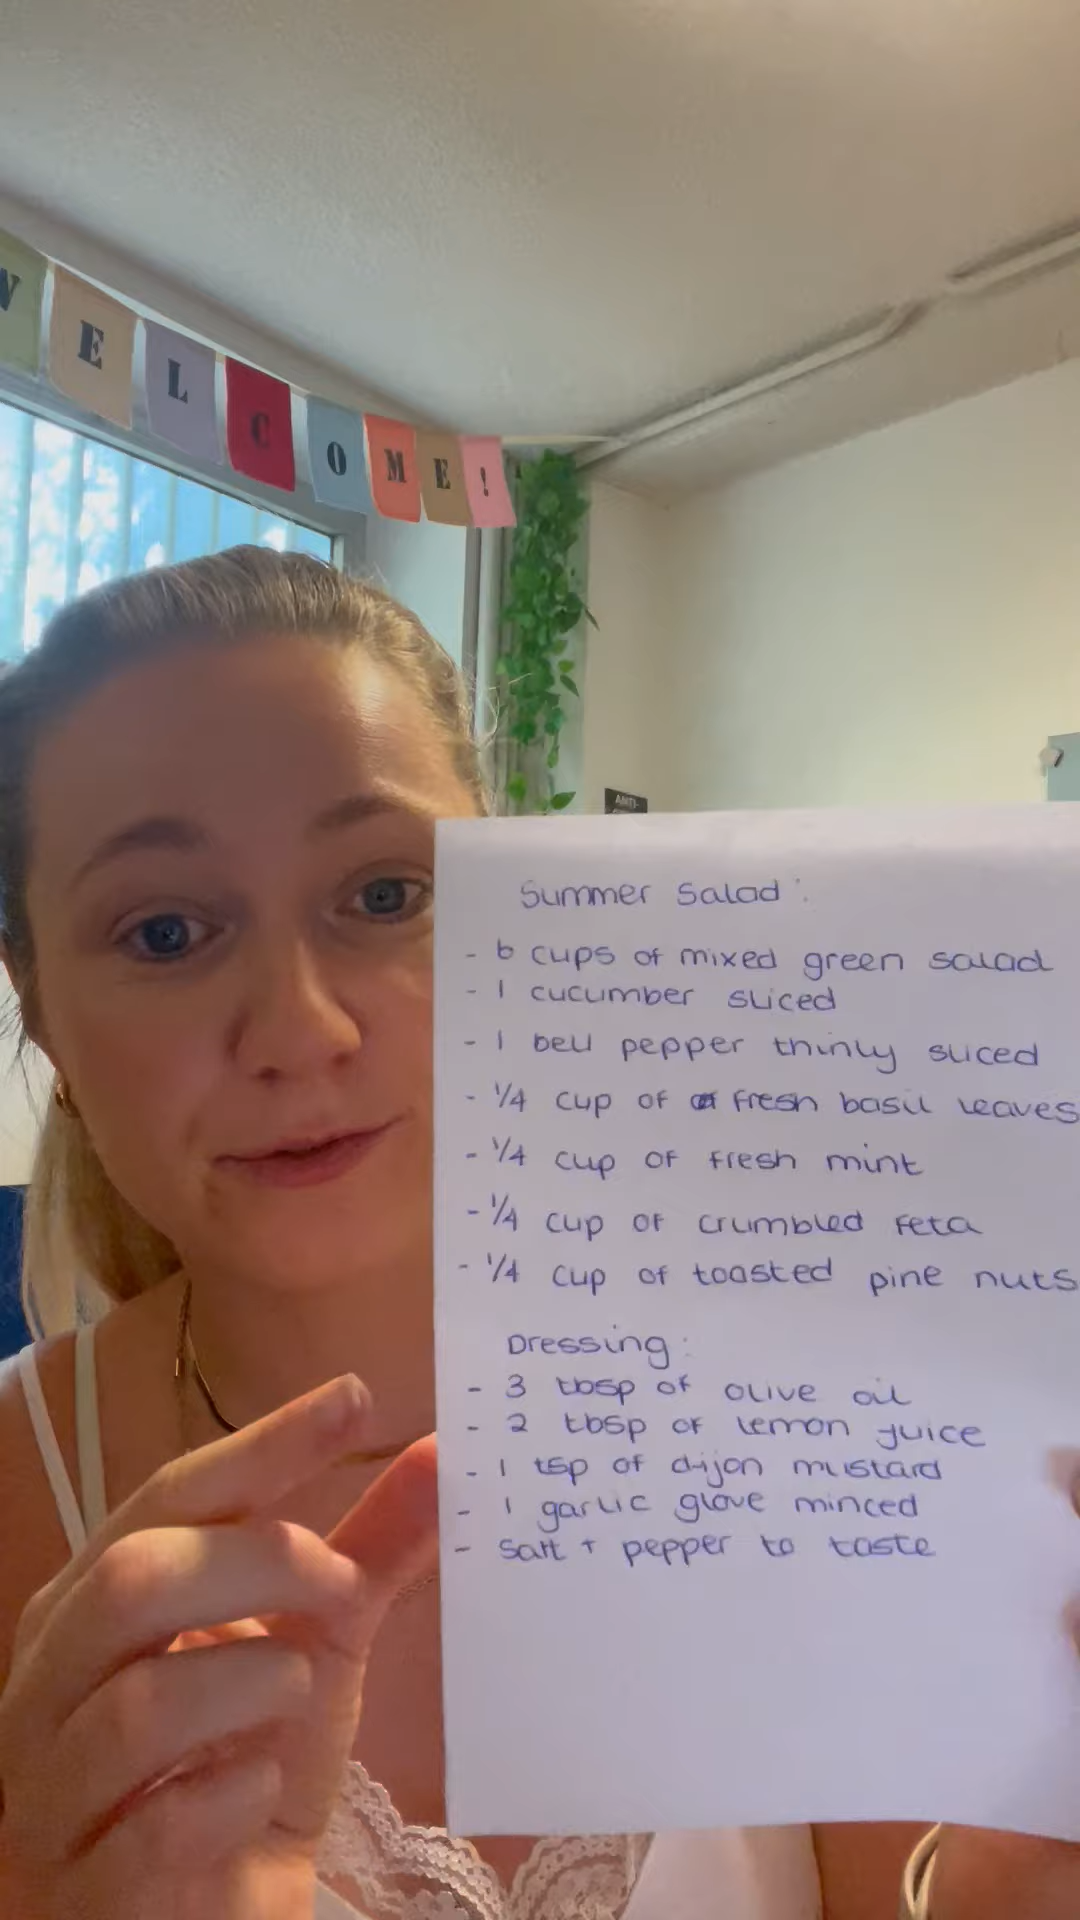 WELCOME!
ANTI-
Summer Salad:
- 6 cups of mixed green salad
- 1 cucumber sliced
- 1 bell pepper thinly sliced
- 1/4 cup of fresh basil leaves
- 1/4 cup of fresh mint
- 1/4 cup of crumbled feta
- 1/4 cup of toasted pine nuts
Dressing:
- 3 tbsp of olive oil
- 2 tbsp of lemon juice
- 1 tsp of dijon mustard
- 1 garlic glove minced
- Salt + pepper to taste